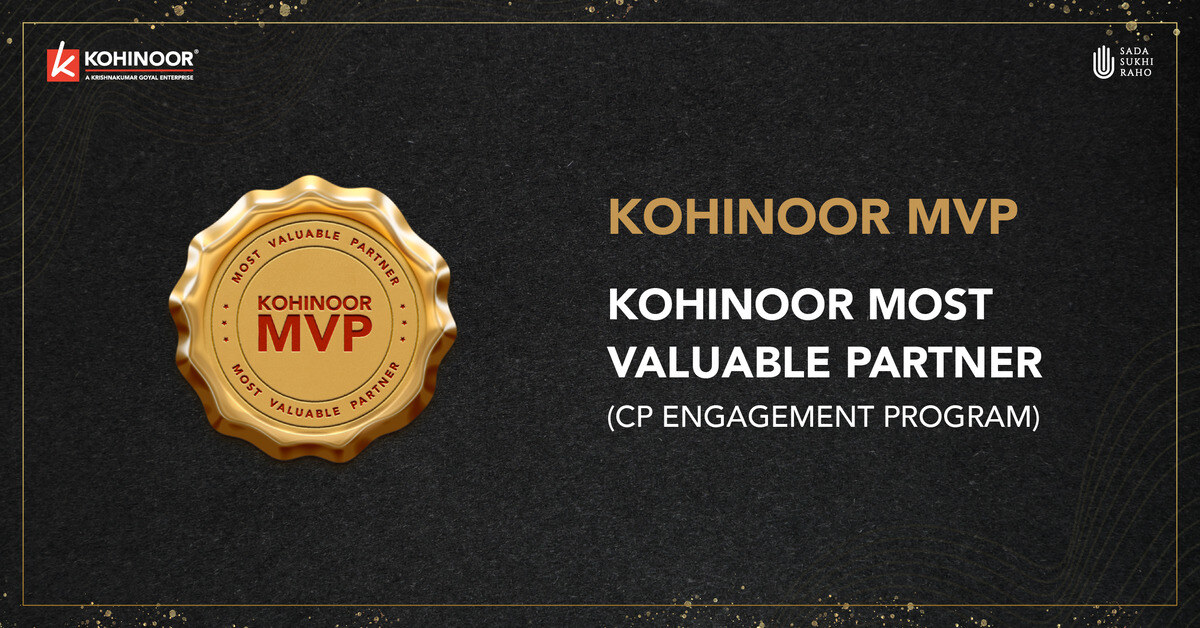 k KOHINOOR®
A KRISHNAKUMAR GOYAL ENTERPRISE
SADA
SUKHI
RAHO
MOST VALUABLE PARTNER
KOHINOOR
MVP
MOST VALUABLE PARTNER
KOHINOOR MVP
KOHINOOR MOST
VALUABLE PARTNER
(CP ENGAGEMENT PROGRAM)